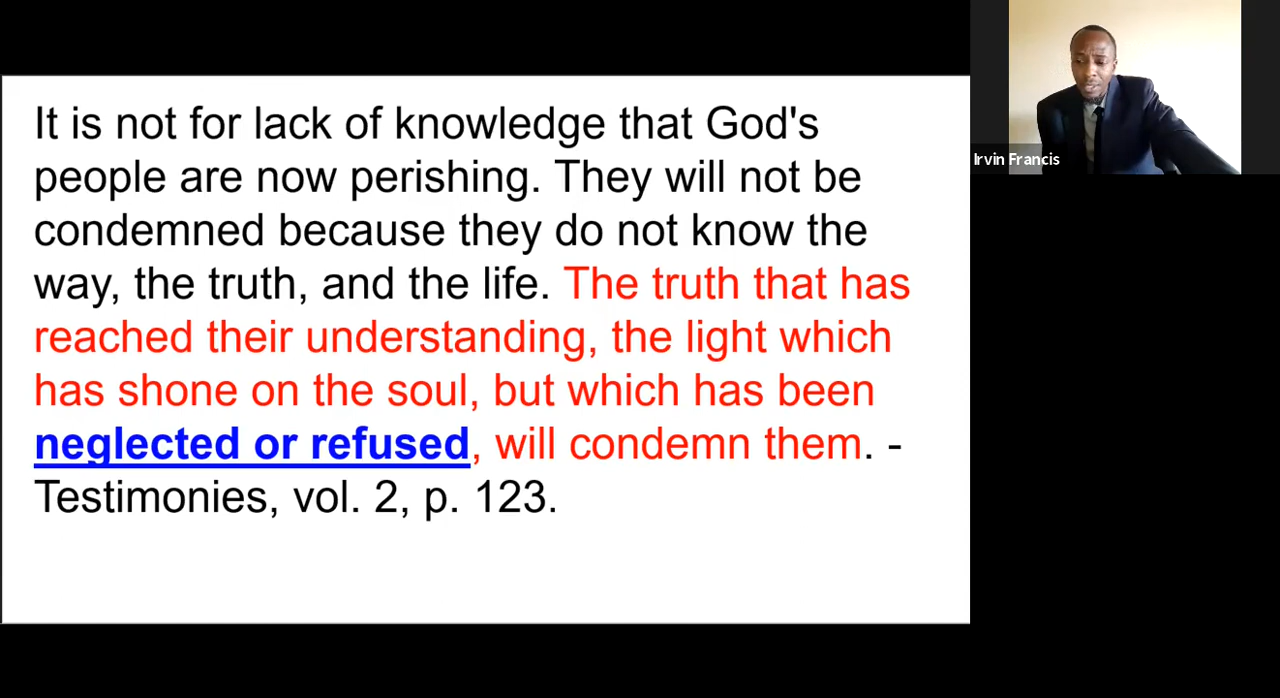 It is not for lack of knowledge that God's
people are now perishing. They will not be
condemned because they do not know the
way, the truth, and the life. The truth that has
reached their understanding, the light which
has shone on the soul, but which has been
neglected or refused, will condemn them. -
Testimonies, vol. 2, p. 123.
Irvin Francis